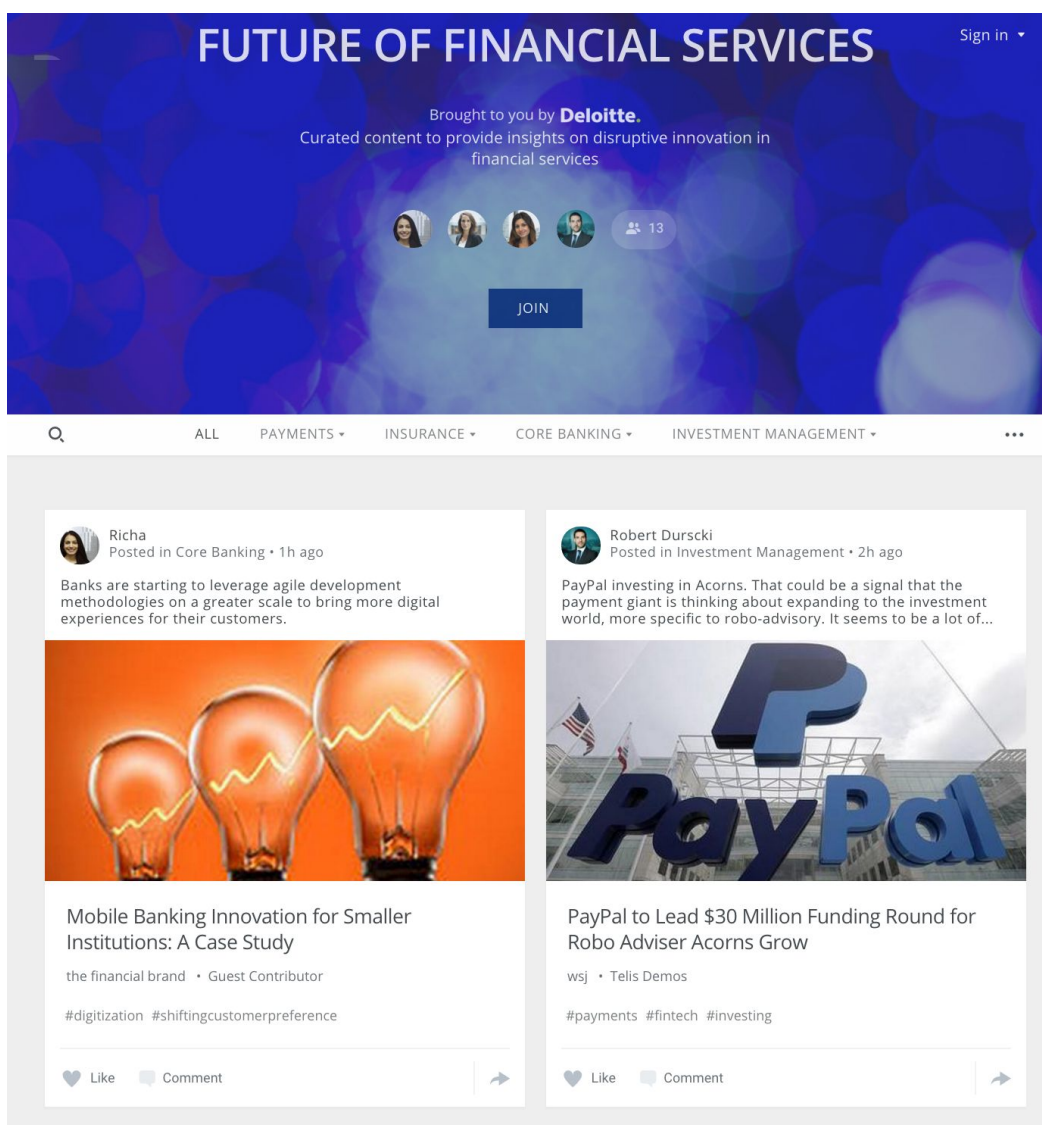 FUTURE OF FINANCIAL SERVICES
Sign in
Brought to you by Deloitte.
Curated content to provide insights on disruptive innovation in
financial services
13
JOIN
ALL PAYMENTS INSURANCE CORE BANKING INVESTMENT MANAGEMENT
Richa
Posted in Core Banking • 1h ago
Banks are starting to leverage agile development
methodologies on a greater scale to bring more digital
experiences for their customers.
Mobile Banking Innovation for Smaller
Institutions: A Case Study
the financial brand • Guest Contributor
#digitization #shiftingcustomerpreference
Like Comment
Robert Durscki
Posted in Investment Management • 2h ago
PayPal investing in Acorns. That could be a signal that the
payment giant is thinking about expanding to the investment
world, more specific to robo-advisory. It seems to be a lot of...
PayPal
PayPal to Lead $30 Million Funding Round for
Robo Adviser Acorns Grow
wsj • Telis Demos
#payments #fintech #investing
Like Comment